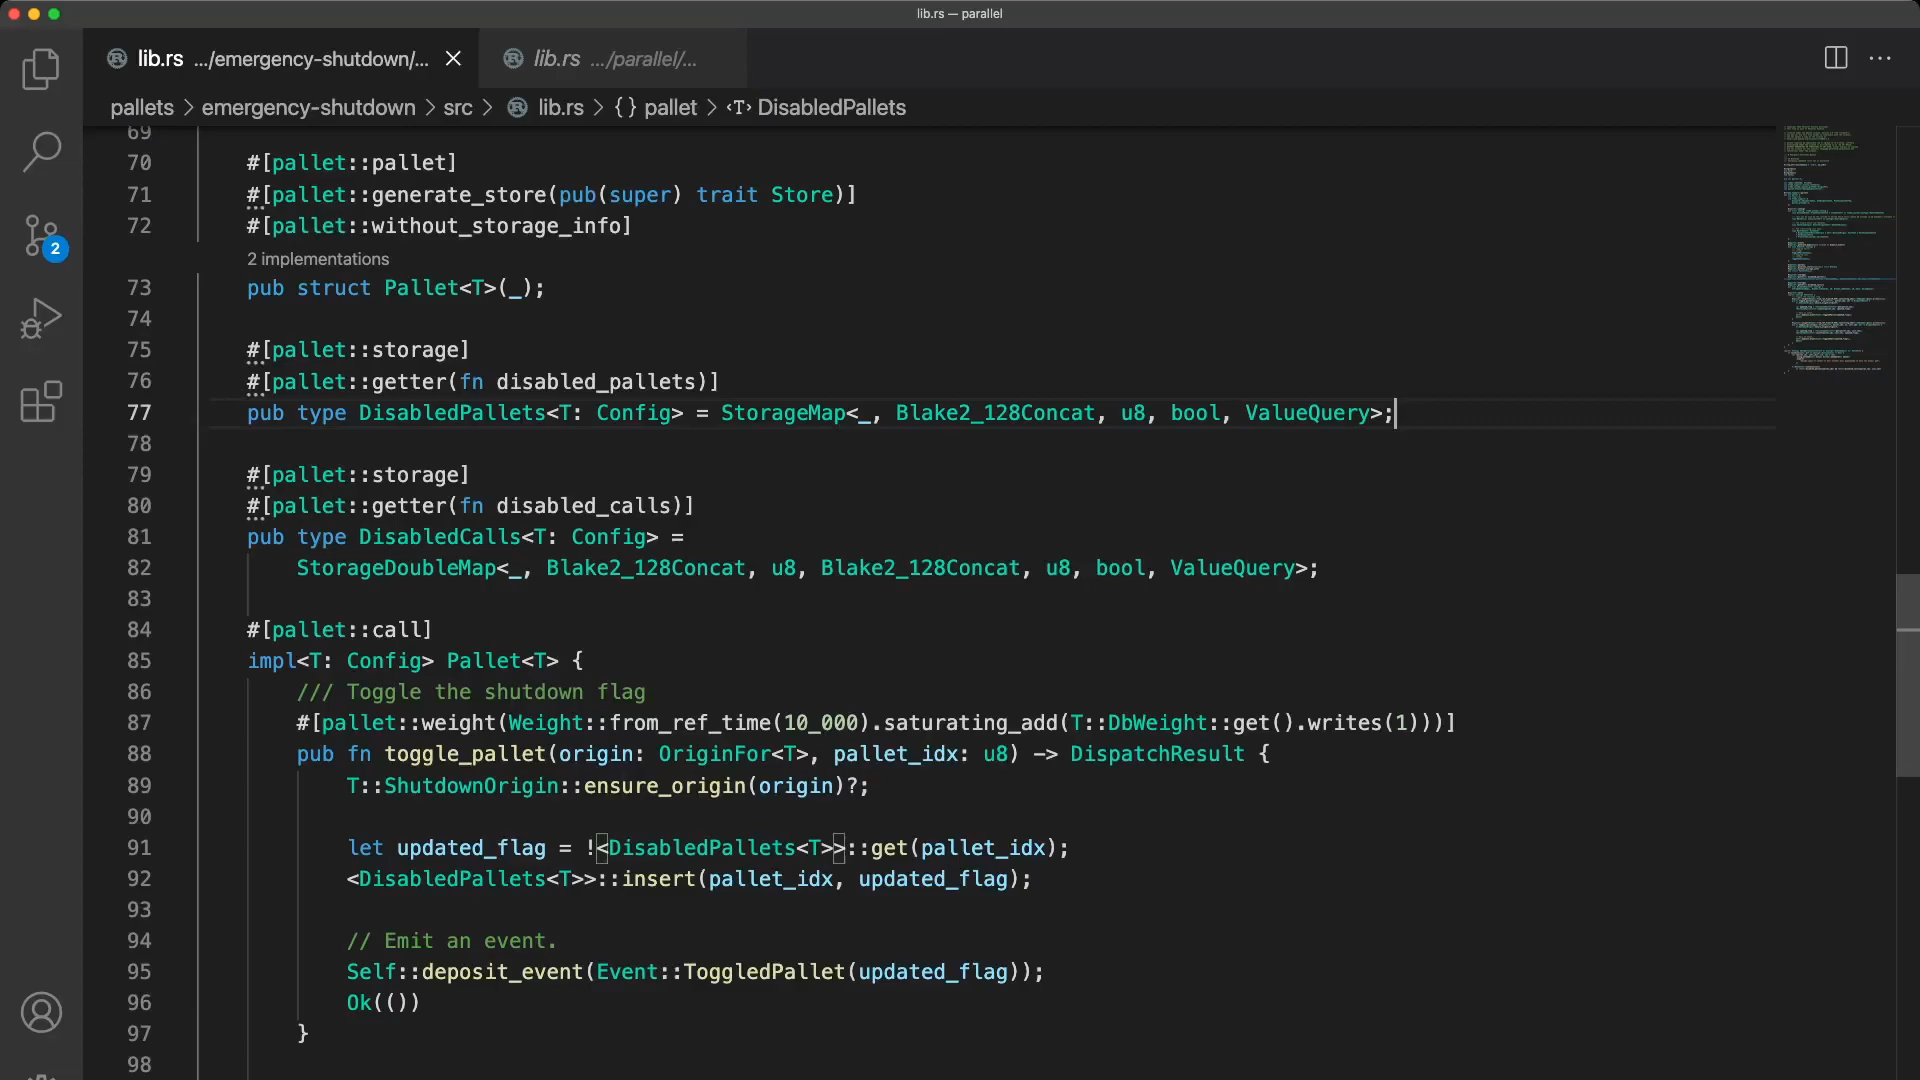 lib.rs — parallel
lib.rs .../emergency-shutdown/...
lib.rs .../parallel/...
pallets > emergency-shutdown > src > lib.rs > {} pallet > DisabledPallets
69
70 #[pallet::pallet]
71 #[pallet::generate_store(pub(super) trait Store)]
72 #[pallet::without_storage_info]
2 implementations
73 pub struct Pallet<T>(_);
74
75 #[pallet::storage]
76 #[pallet::getter(fn disabled_pallets)]
77 pub type DisabledPallets<T: Config> = StorageMap<_, Blake2_128Concat, u8, bool, ValueQuery>;
78
79 #[pallet::storage]
80 #[pallet::getter(fn disabled_calls)]
81 pub type DisabledCalls<T: Config> =
82 StorageDoubleMap<_, Blake2_128Concat, u8, Blake2_128Concat, u8, bool, ValueQuery>;
83
84 #[pallet::call]
85 impl<T: Config> Pallet<T> {
86 /// Toggle the shutdown flag
87 #[pallet::weight(Weight::from_ref_time(10_000).saturating_add(T::DbWeight::get().writes(1)))]
88 pub fn toggle_pallet(origin: OriginFor<T>, pallet_idx: u8) -> DispatchResult {
89 T::ShutdownOrigin::ensure_origin(origin)?;
90
91 let updated_flag = !<DisabledPallets<T>>::get(pallet_idx);
92 <DisabledPallets<T>>::insert(pallet_idx, updated_flag);
93
94 // Emit an event.
95 Self::deposit_event(Event::ToggledPallet(updated_flag));
96 Ok(())
97 }
98
2